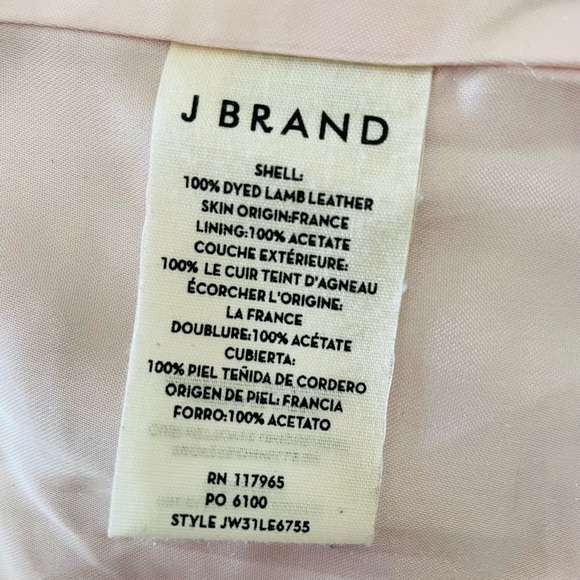 J BRAND
SHELL:
100% DYED LAMB LEATHER
SKIN ORIGIN:FRANCE
LINING:100% ACETATE
COUCHE EXTÉRIEURE:
100% LE CUIR TEINT D'AGNEAU
ÉCORCHER L'ORIGINE:
LA FRANCE
DOUBLURE:100% ACÉTATE
CUBIERTA:
100% PIEL TEÑIDA DE CORDERO
ORIGEN DE PIEL: FRANCIA
FORRO:100% ACETATO
RN 117965
PO 6100
STYLE JW31LE6755